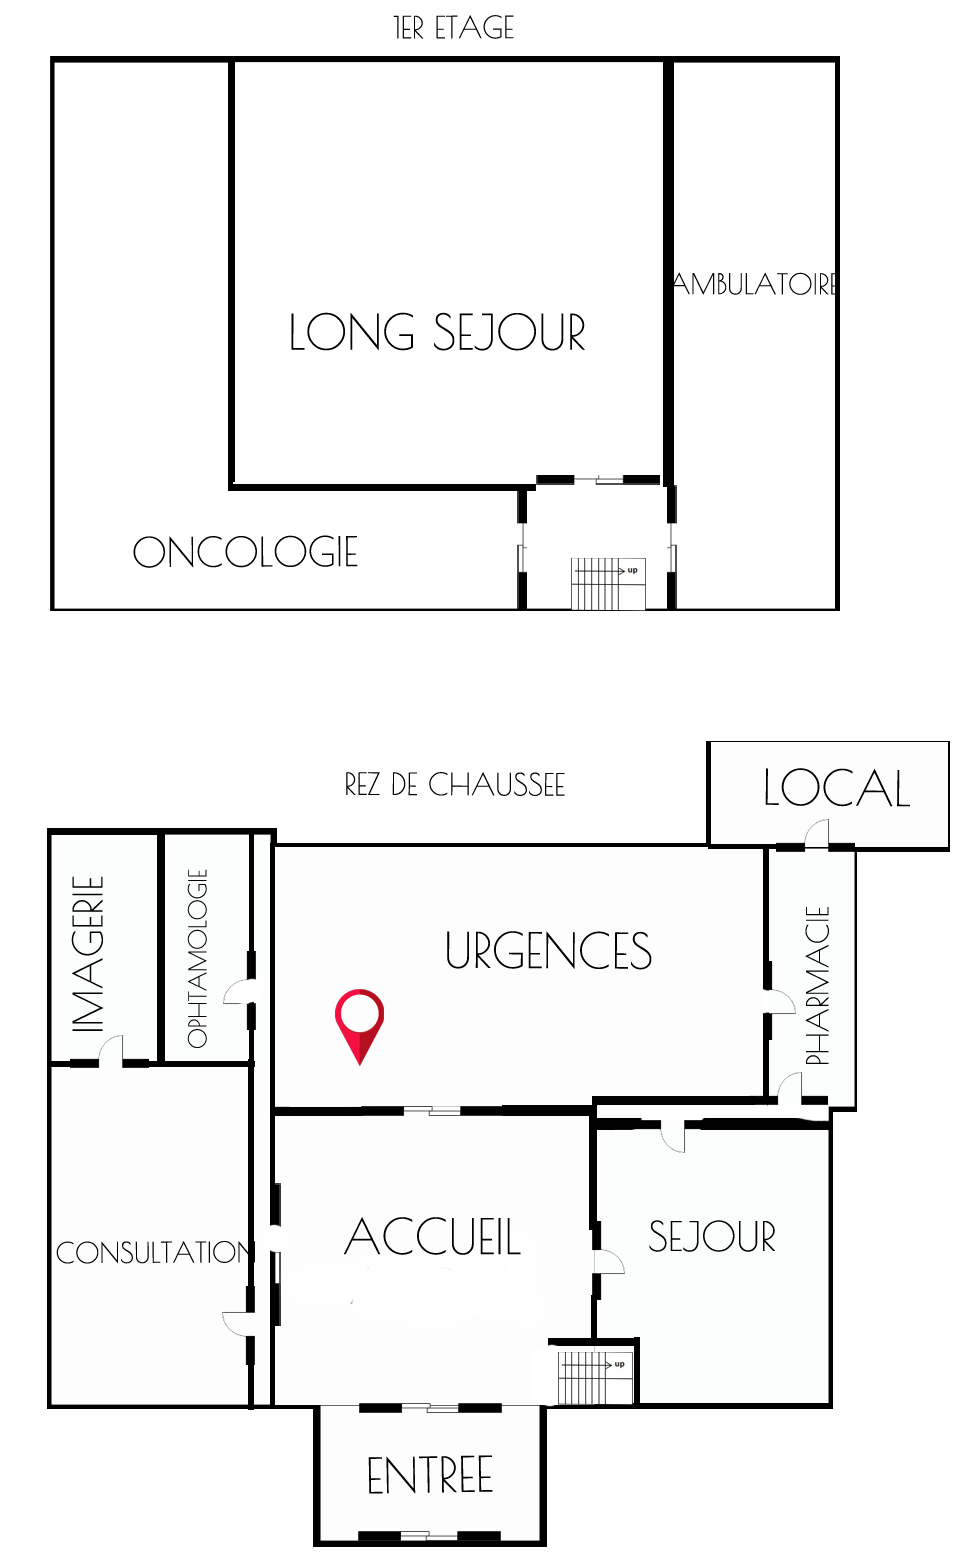 1ER ETAGE
AMBULATOIRE
LONG SEJOUR
ONCOLOGIE
up
REZ DE CHAUSSEE
LOCAL
IMAGERIE
OPHTAMOLOGIE
URGENCES
PHARMACIE
CONSULTATION
ACCUEIL
SEJOUR
up
ENTREE